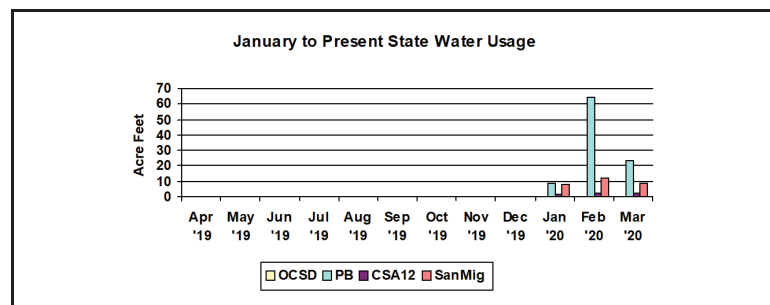 January to Present State Water Usage
Acre Feet
70
60
50
40
30
20
10
0
Apr '19
May '19
Jun '19
Jul '19
Aug '19
Sep '19
Oct '19
Nov '19
Dec '19
Jan '20
Feb '20
Mar '20
OCSD PB CSA12 SanMig